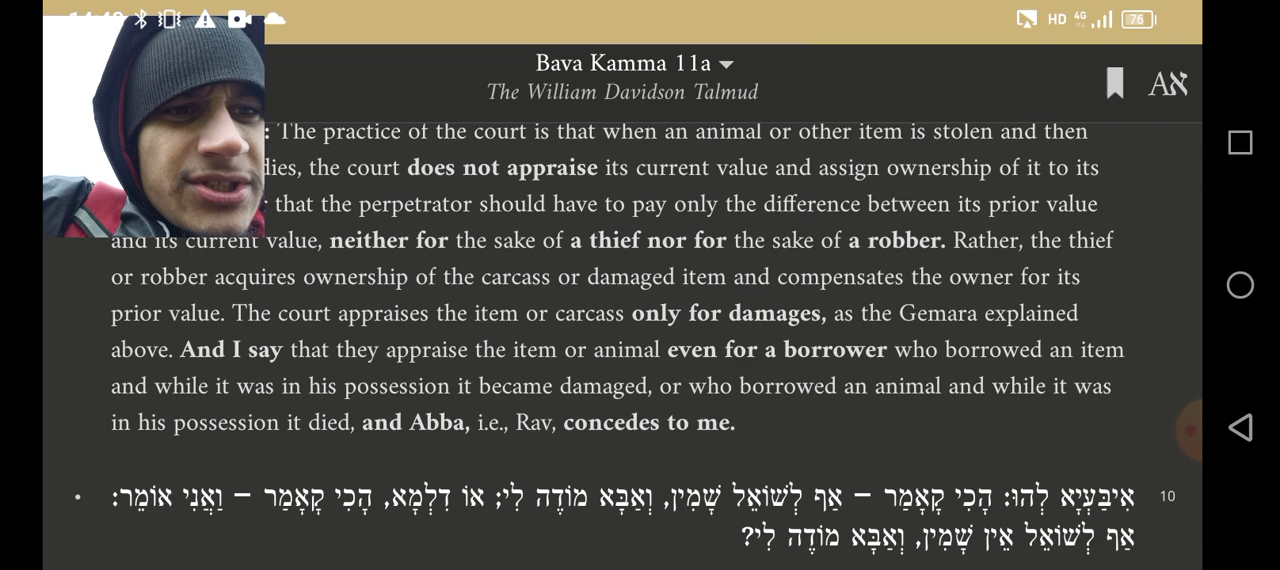 HD 4G 76
Bava Kamma 11a
The William Davidson Talmud
: The practice of the court is that when an animal or other item is stolen and then
dies, the court does not appraise its current value and assign ownership of it to its
that the perpetrator should have to pay only the difference between its prior value
and its current value, neither for the sake of a thief nor for the sake of a robber. Rather, the thief
or robber acquires ownership of the carcass or damaged item and compensates the owner for its
prior value. The court appraises the item or carcass only for damages, as the Gemara explained
above. And I say that they appraise the item or animal even for a borrower who borrowed an item
and while it was in his possession it became damaged, or who borrowed an animal and while it was
in his possession it died, and Abba, i.e., Rav, concedes to me.
10 אִיבַּעְיָא לְהוּ: הָכִי קָאָמַר – אַף לְשׁוֹאֵל שָׁמִין, וְאַבָּא מוֹדֶה לִי; אוֹ דִלְמָא, הָכִי קָאָמַר – וַאֲנִי אוֹמֵר:
אַף לְשׁוֹאֵל אֵין שָׁמִין, וְאַבָּא מוֹדֶה לִי?